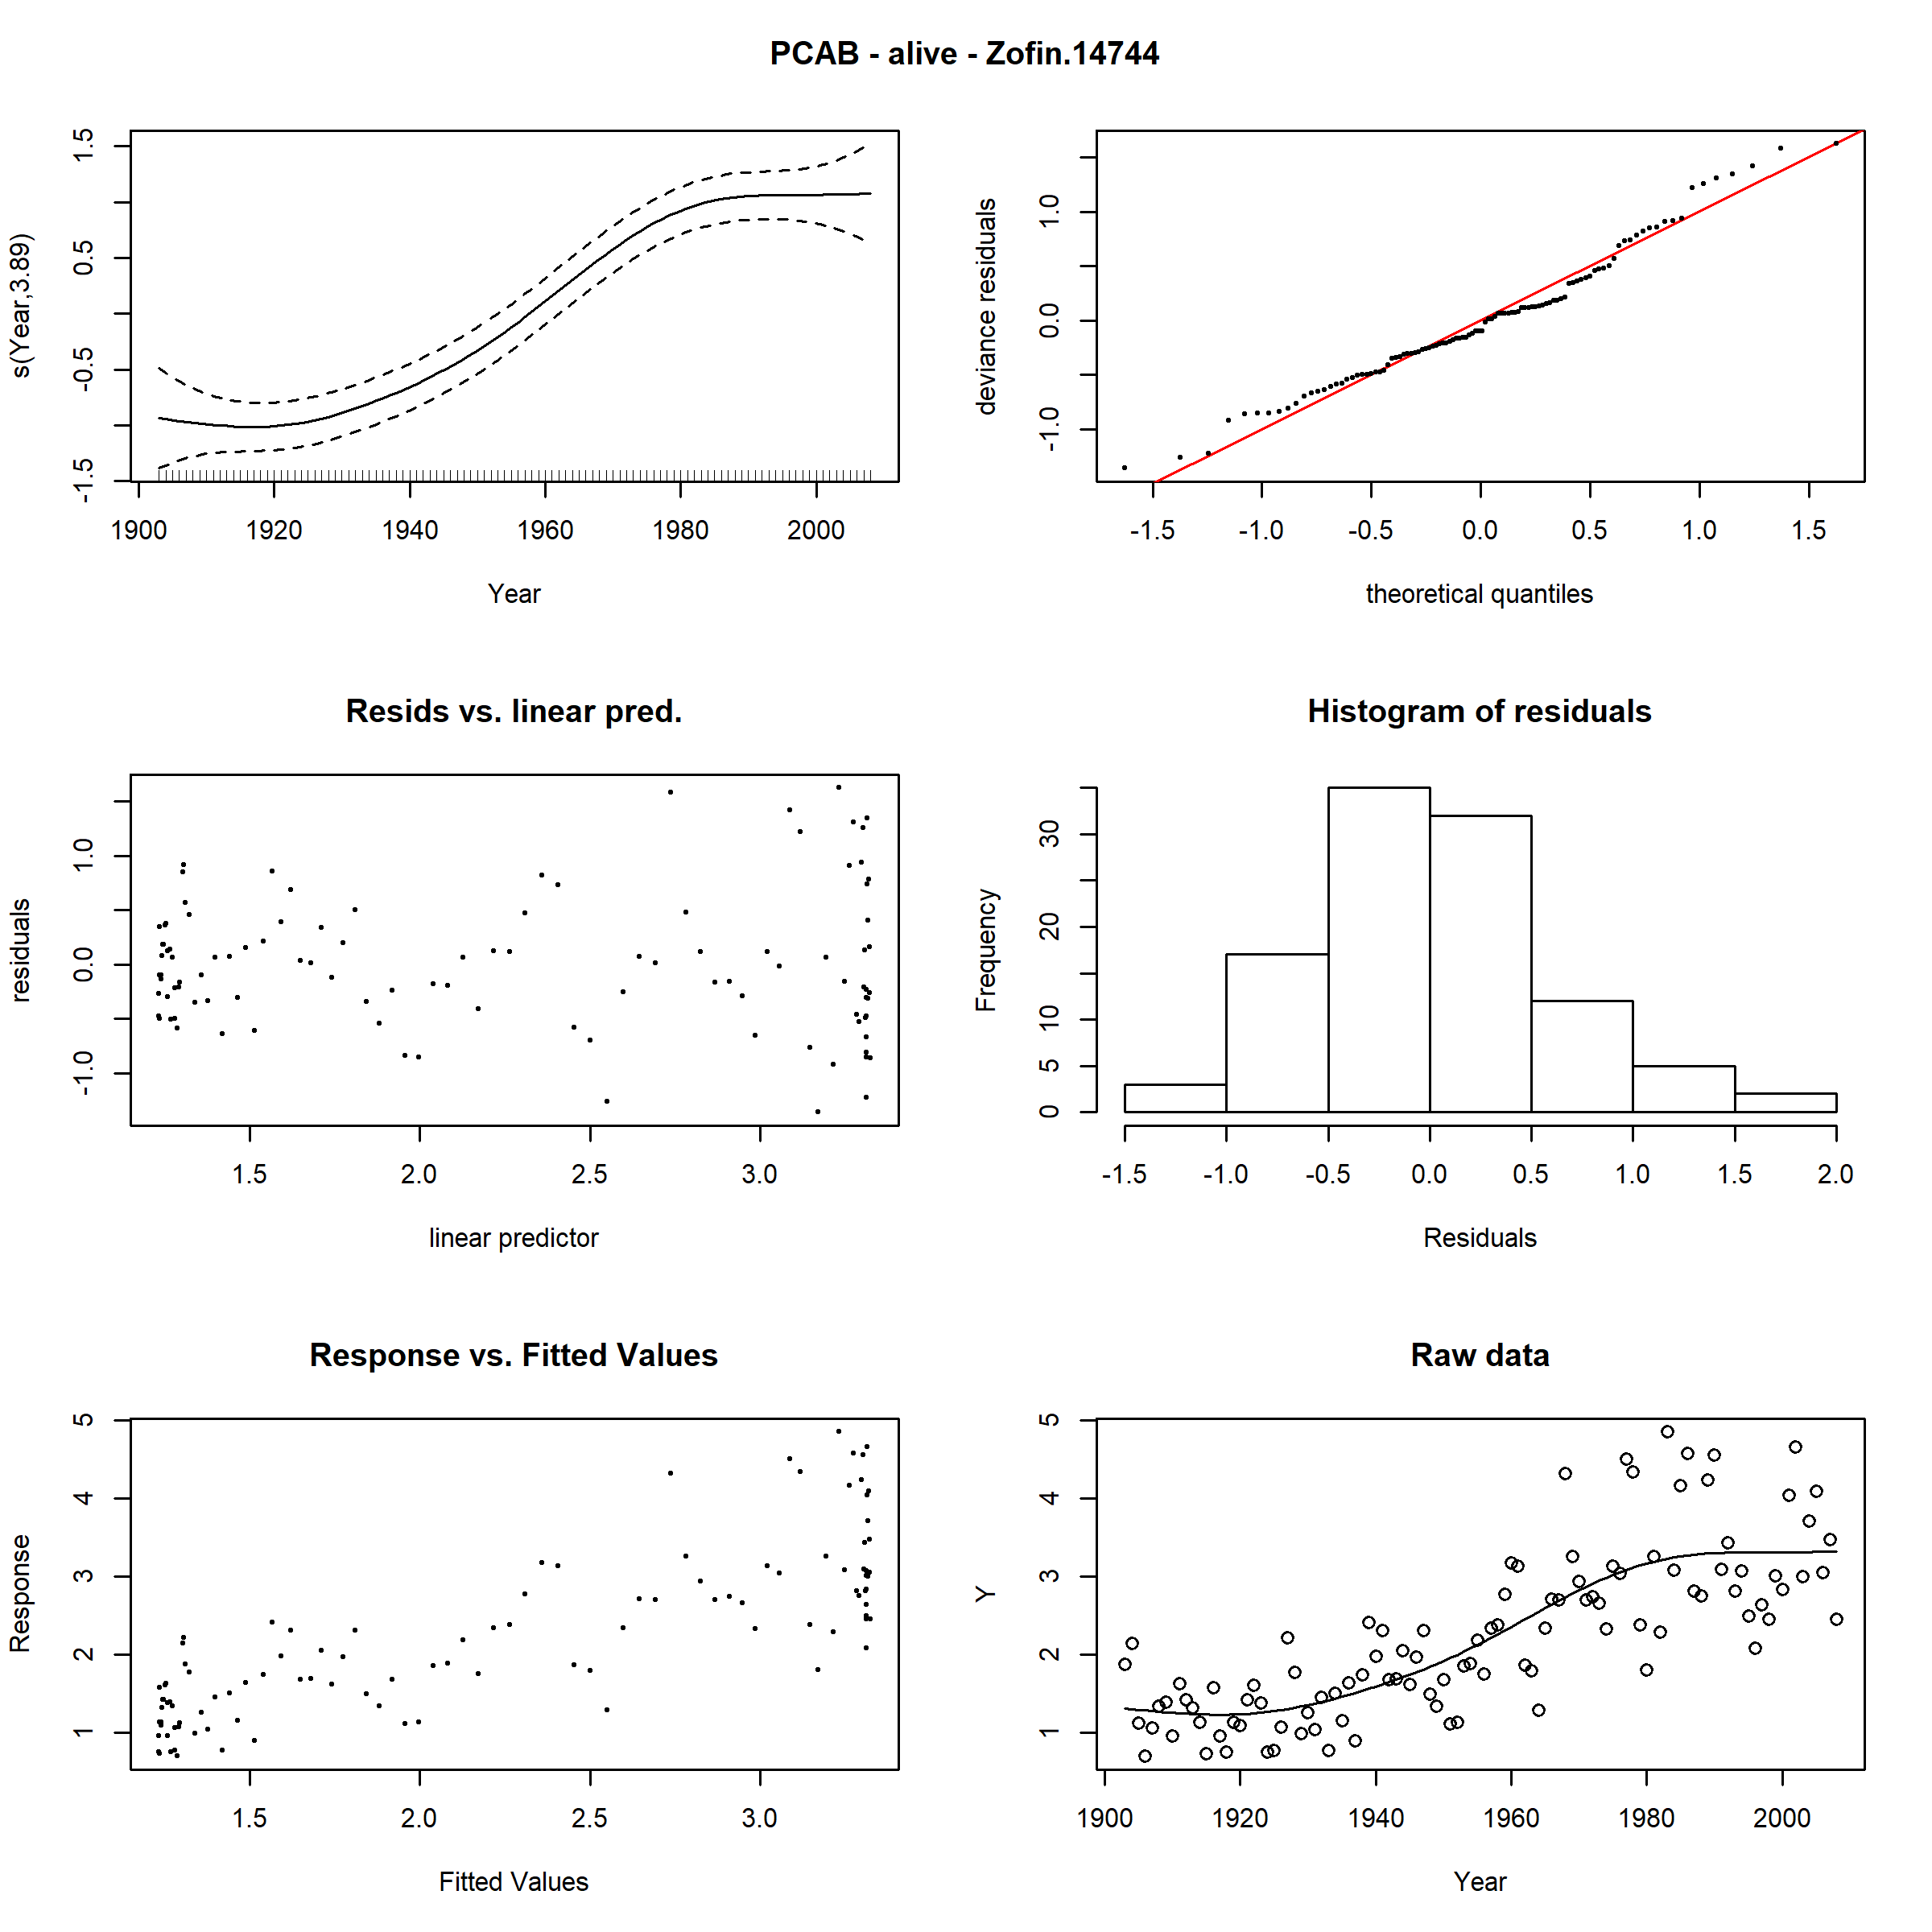 PCAB - alive - Zofin.14744
s(Year,3.89)
-1.5 -0.5 0.5 1.5
1900 1920 1940 1960 1980 2000
Year
deviance residuals
-1.0 0.0 1.0
-1.5 -1.0 -0.5 0.0 0.5 1.0 1.5
theoretical quantiles
Resids vs. linear pred.
residuals
-1.0 0.0 1.0
1.5 2.0 2.5 3.0
linear predictor
Histogram of residuals
Frequency
0 5 10 20 30
-1.5 -1.0 -0.5 0.0 0.5 1.0 1.5 2.0
Residuals
Response vs. Fitted Values
Response
1 2 3 4 5
1.5 2.0 2.5 3.0
Fitted Values
Raw data
Y
1 2 3 4 5
1900 1920 1940 1960 1980 2000
Year